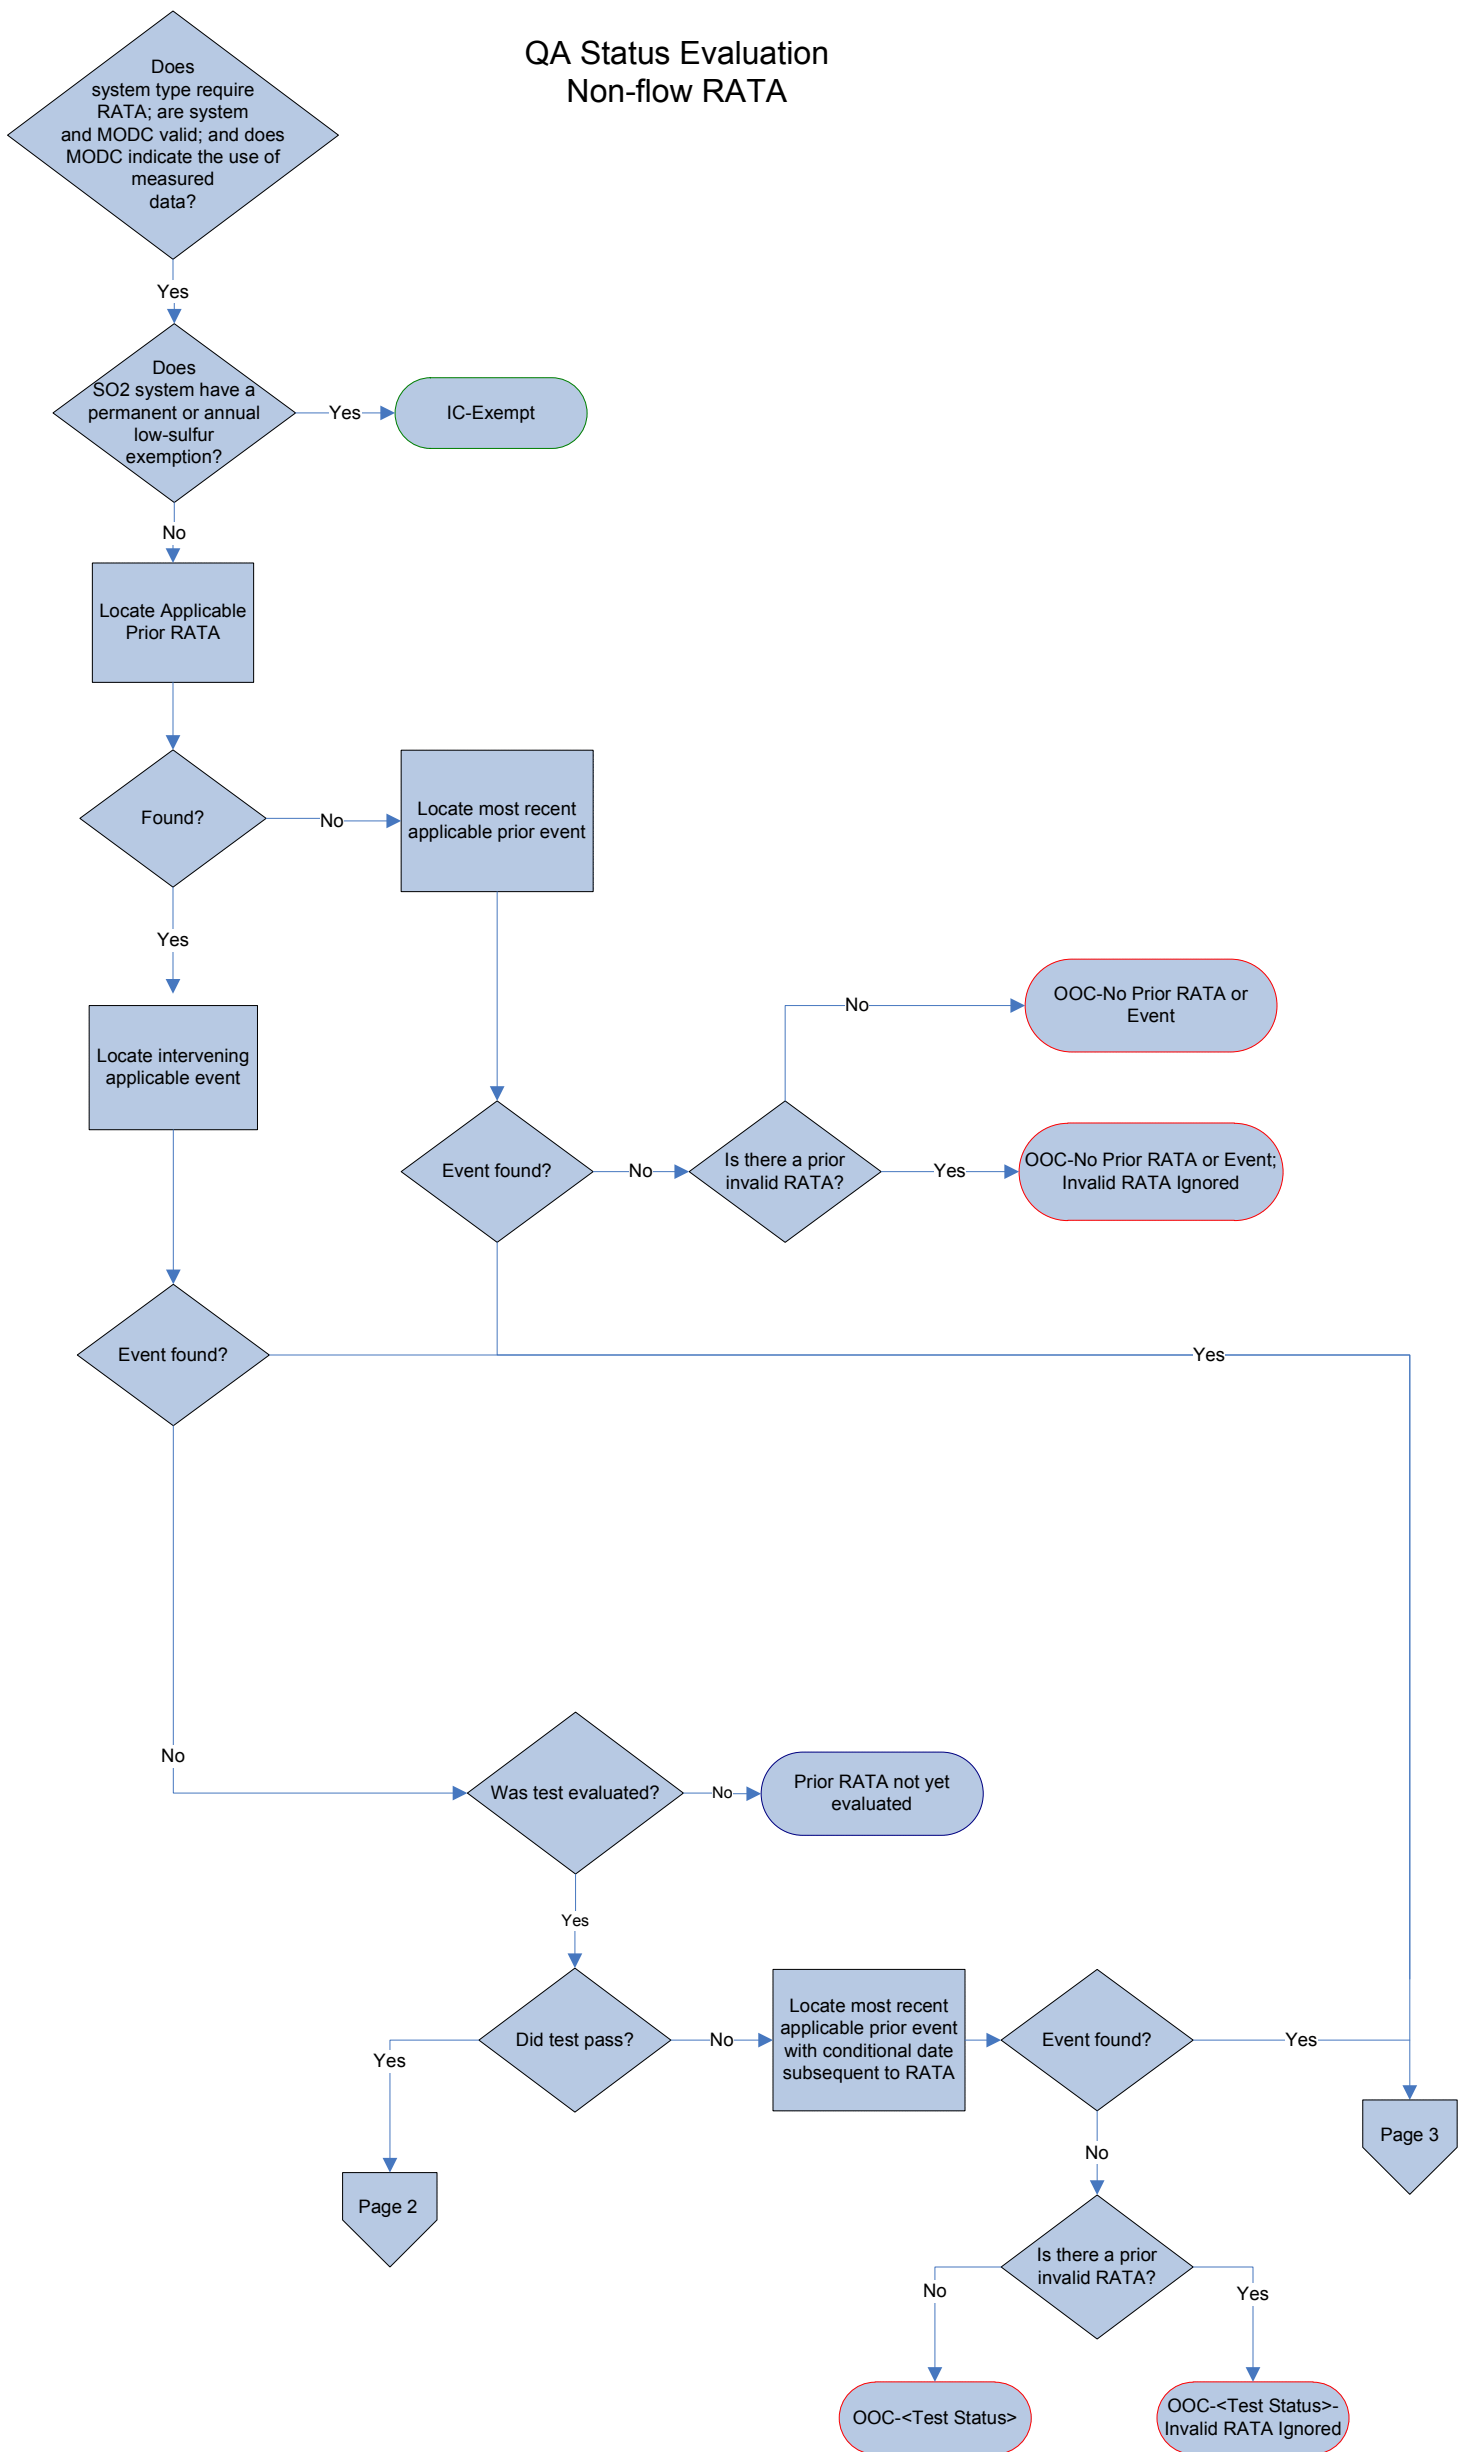 QA Status Evaluation
Non-flow RATA
Does
system type require
RATA; are system
and MODC valid; and does
MODC indicate the use of
measured
data?
Yes
Does
SO2 system have a
permanent or annual
low-sulfur
exemption?
Yes
IC-Exempt
No
Locate Applicable
Prior RATA
Found?
No
Locate most recent
applicable prior event
Yes
Locate intervening
applicable event
No
OOC-No Prior RATA or
Event
Event found?
No
Is there a prior
invalid RATA?
Yes
OOC-No Prior RATA or Event;
Invalid RATA Ignored
Event found?
Yes
No
Was test evaluated?
No
Prior RATA not yet
evaluated
Yes
Did test pass?
No
Locate most recent
applicable prior event
with conditional date
subsequent to RATA
Event found?
Yes
Yes
Page 2
Page 3
No
Is there a prior
invalid RATA?
No
Yes
OOC-<Test Status>
OOC-<Test Status>-
Invalid RATA Ignored